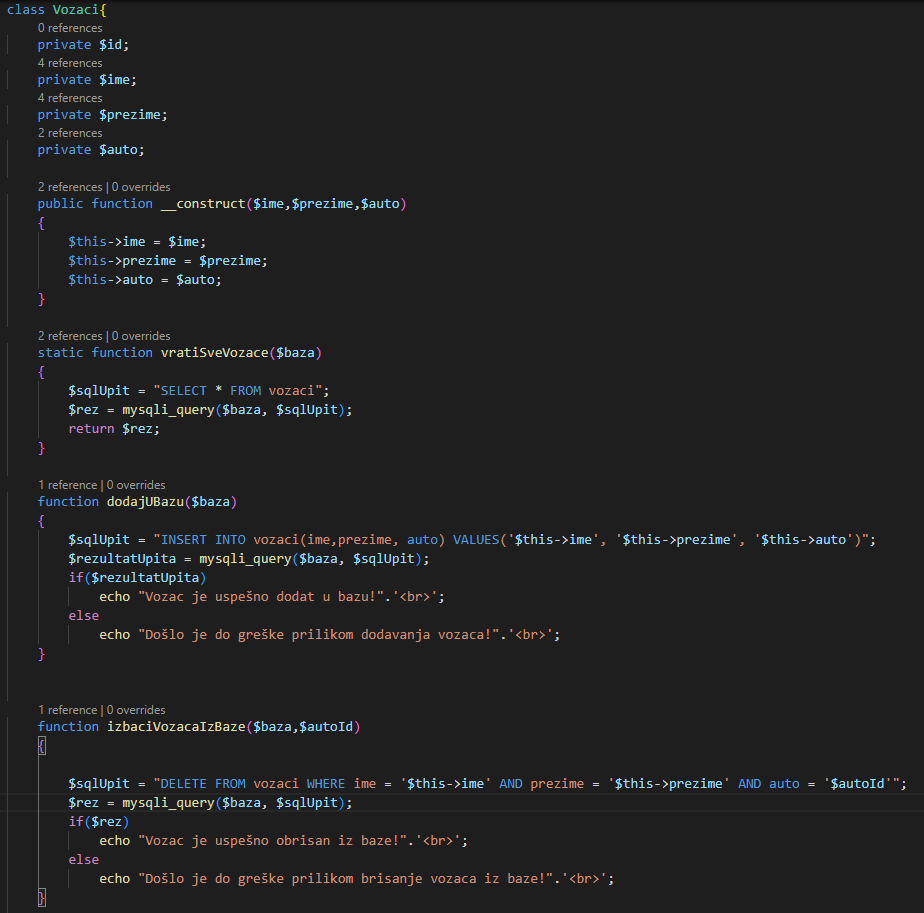 class Vozaci{
0 references
private $id;
4 references
private $ime;
4 references
private $prezime;
2 references
private $auto;
2 references | 0 overrides
public function __construct($ime,$prezime,$auto)
{
$this->ime = $ime;
$this->prezime = $prezime;
$this->auto = $auto;
}
2 references | 0 overrides
static function vratiSveVozace($baza)
{
$sqlUpit = "SELECT * FROM vozaci";
$rez = mysqli_query($baza, $sqlUpit);
return $rez;
}
1 reference | 0 overrides
function dodajUBazu($baza)
{
$sqlUpit = "INSERT INTO vozaci(ime,prezime, auto) VALUES('$this->ime', '$this->prezime', '$this->auto')";
$rezultatUpita = mysqli_query($baza, $sqlUpit);
if($rezultatUpita)
echo "Vozac je uspešno dodat u bazu!".'<br>';
else
echo "Došlo je do greške prilikom dodavanja vozaca!".'<br>';
}
1 reference | 0 overrides
function izbaciVozacaIzBaze($baza,$autoId)
{
$sqlUpit = "DELETE FROM vozaci WHERE ime = '$this->ime' AND prezime = '$this->prezime' AND auto = '$autoId'";
$rez = mysqli_query($baza, $sqlUpit);
if($rez)
echo "Vozac je uspešno obrisan iz baze!".'<br>';
else
echo "Došlo je do greške prilikom brisanje vozaca iz baze!".'<br>';
}